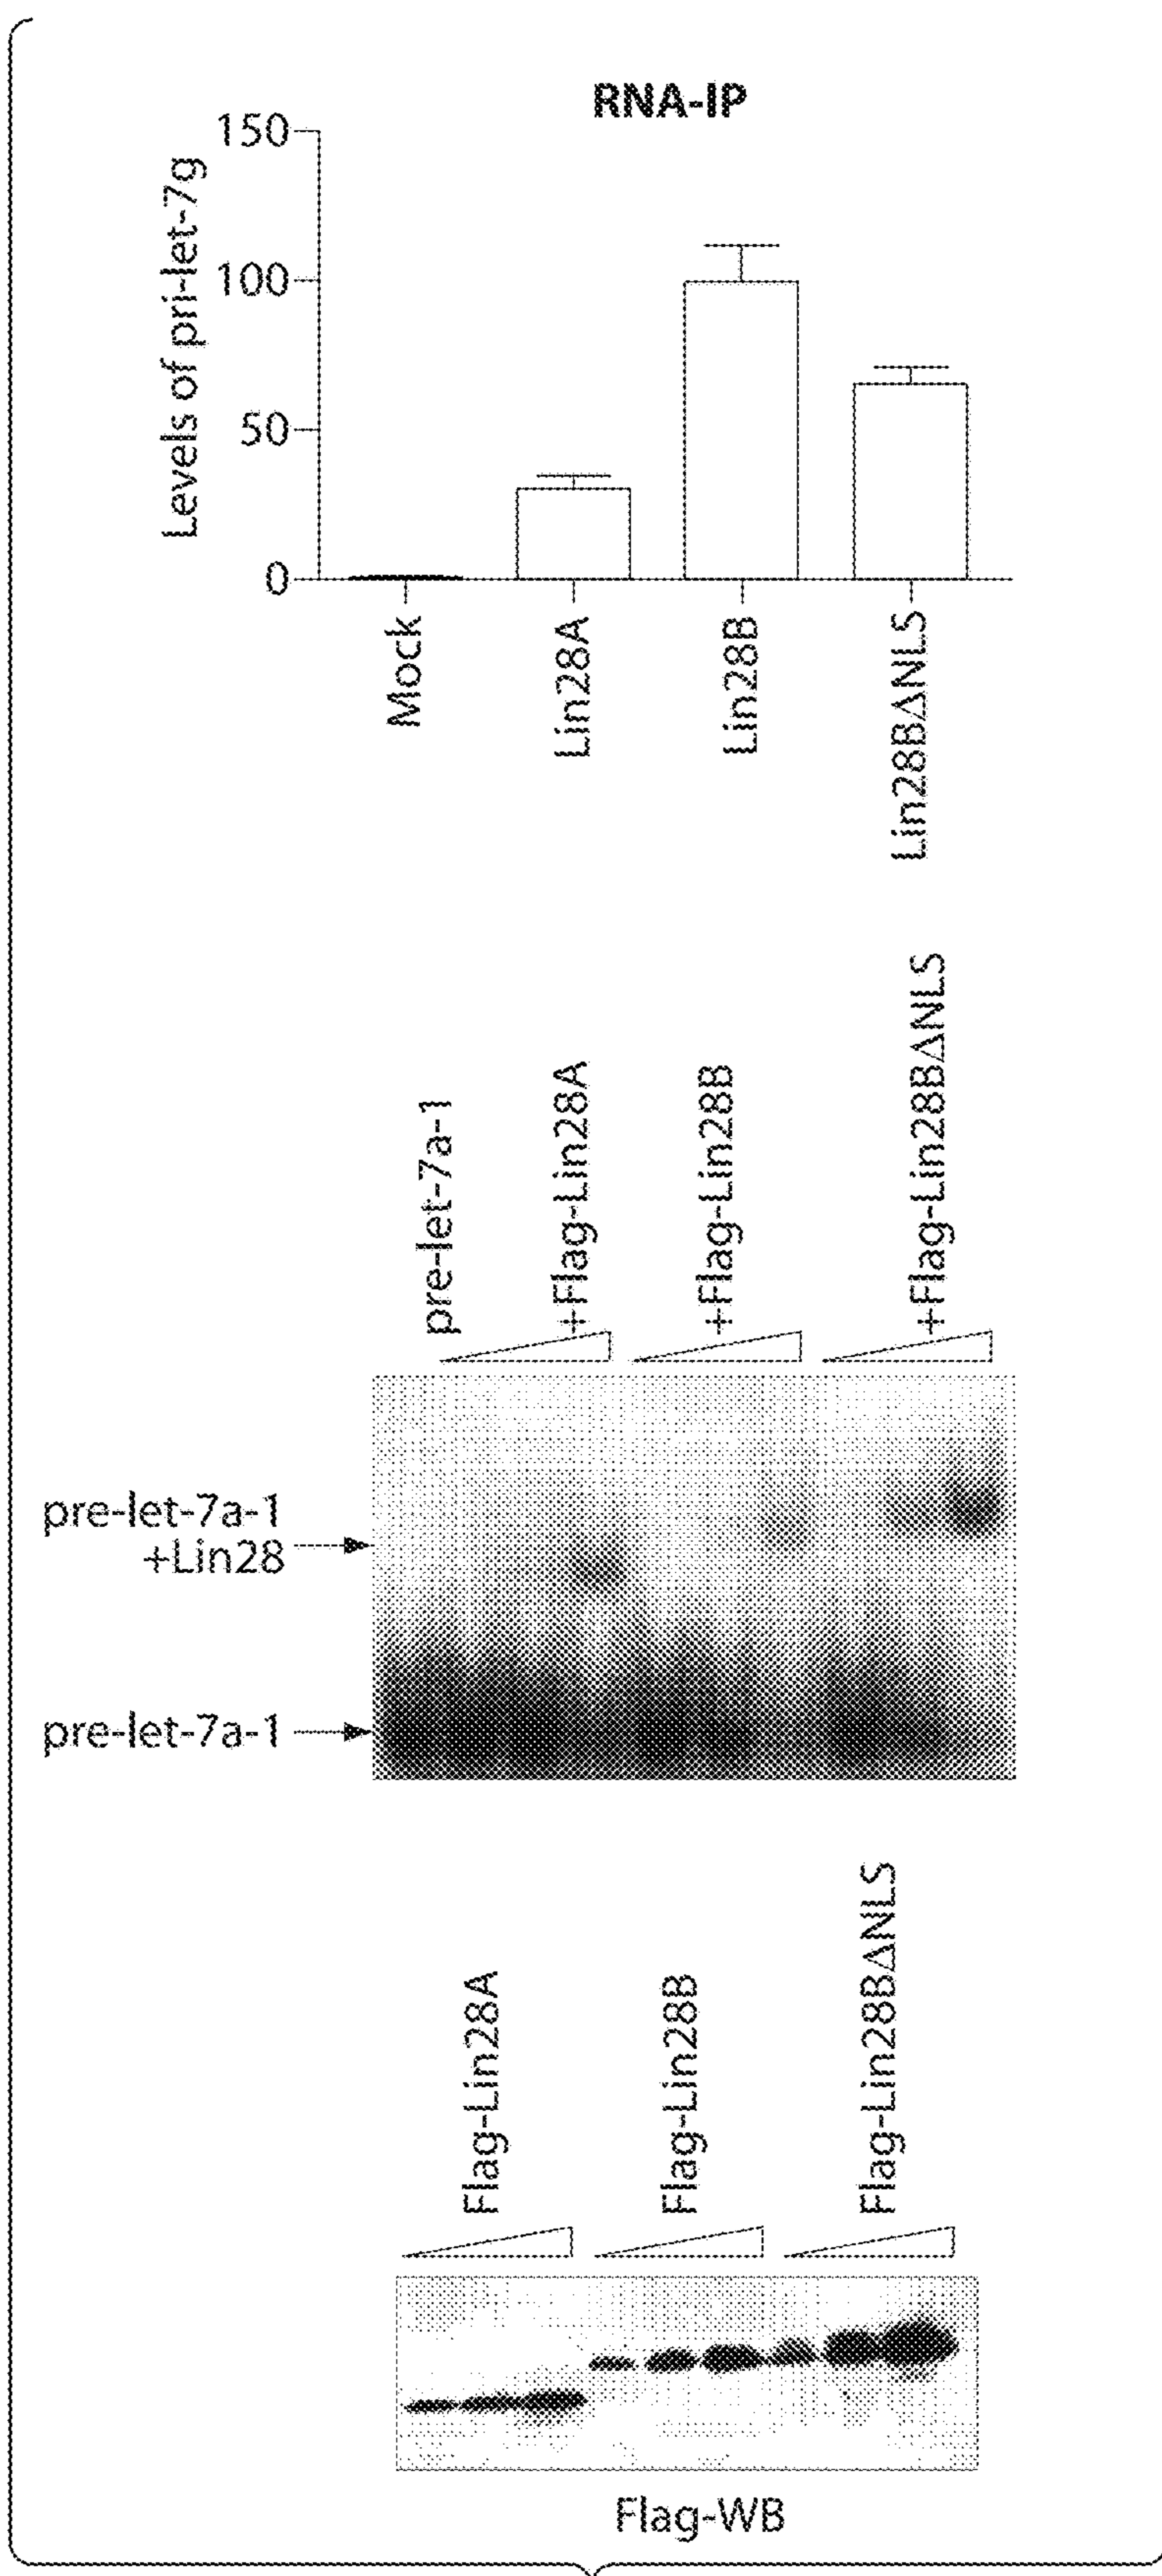 RNA-IP
Levels of pri-let-7g
150
100
50
0
Mock
Lin28A
Lin28B
Lin28BΔNLS
pre-let-7a-1
+Flag-Lin28A
+Flag-Lin28B
+Flag-Lin28BΔNLS
pre-let-7a-1
+Lin28
pre-let-7a-1
Flag-Lin28A
Flag-Lin28B
Flag-Lin28BΔNLS
Flag-WB